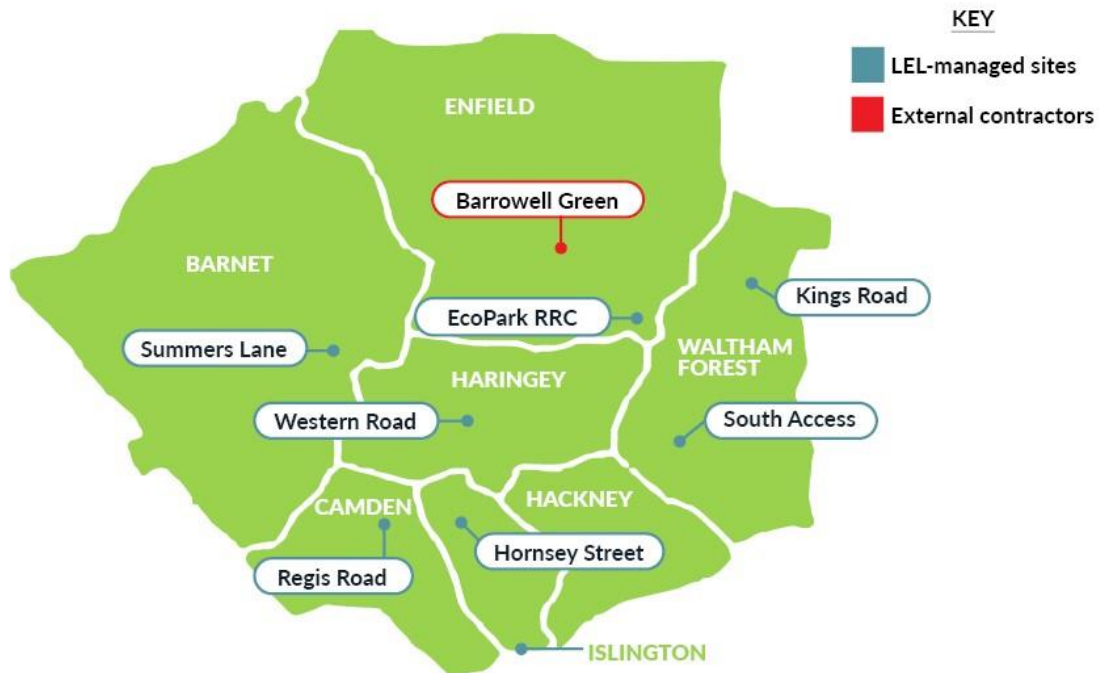 KEY
LEL-managed sites
External contractors
ENFIELD
Barrowell Green
BARNET
Kings Road
EcoPark RRC
Summers Lane
WALTHAM
FOREST
HARINGEY
Western Road
South Access
CAMDEN
HACKNEY
Hornsey Street
Regis Road
ISLINGTON